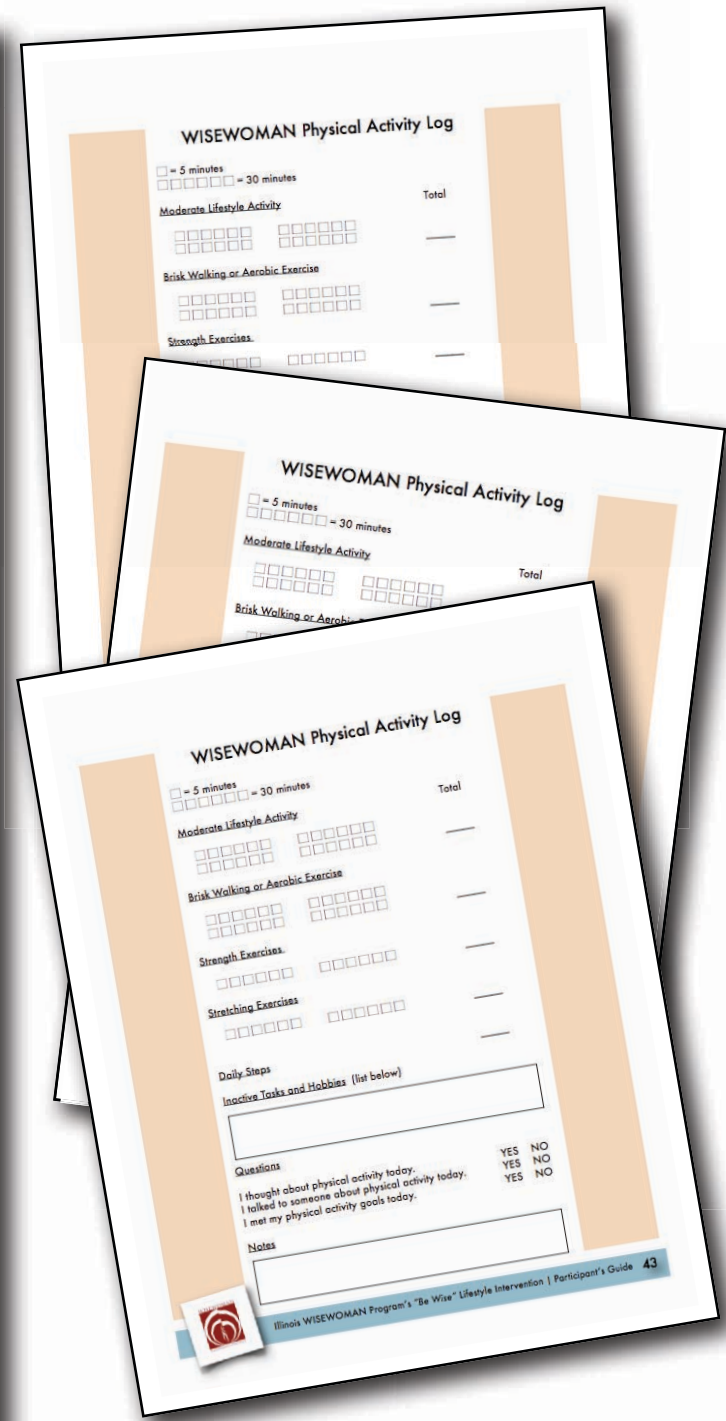 WISEWOMAN Physical Activity Log
= 5 minutes
= 30 minutes
Total
Moderate Lifestyle Activity
Brisk Walking or Aerobic Exercise
Strength Exercises
WISEWOMAN Physical Activity Log
= 5 minutes
= 30 minutes
Moderate Lifestyle Activity
Total
Brisk Walking or Aerobic
WISEWOMAN Physical Activity Log
= 5 minutes
= 30 minutes
Total
Moderate Lifestyle Activity
Brisk Walking or Aerobic Exercise
Strength Exercises
Stretching Exercises
Daily Steps
Inactive Tasks and Hobbies (list below)
Questions
I thought about physical activity today. YES NO
I talked to someone about physical activity today. YES NO
I met my physical activity goals today. YES NO
Notes
Illinois WISEWOMAN Program's "Be Wise" Lifestyle Intervention | Participant's Guide 43